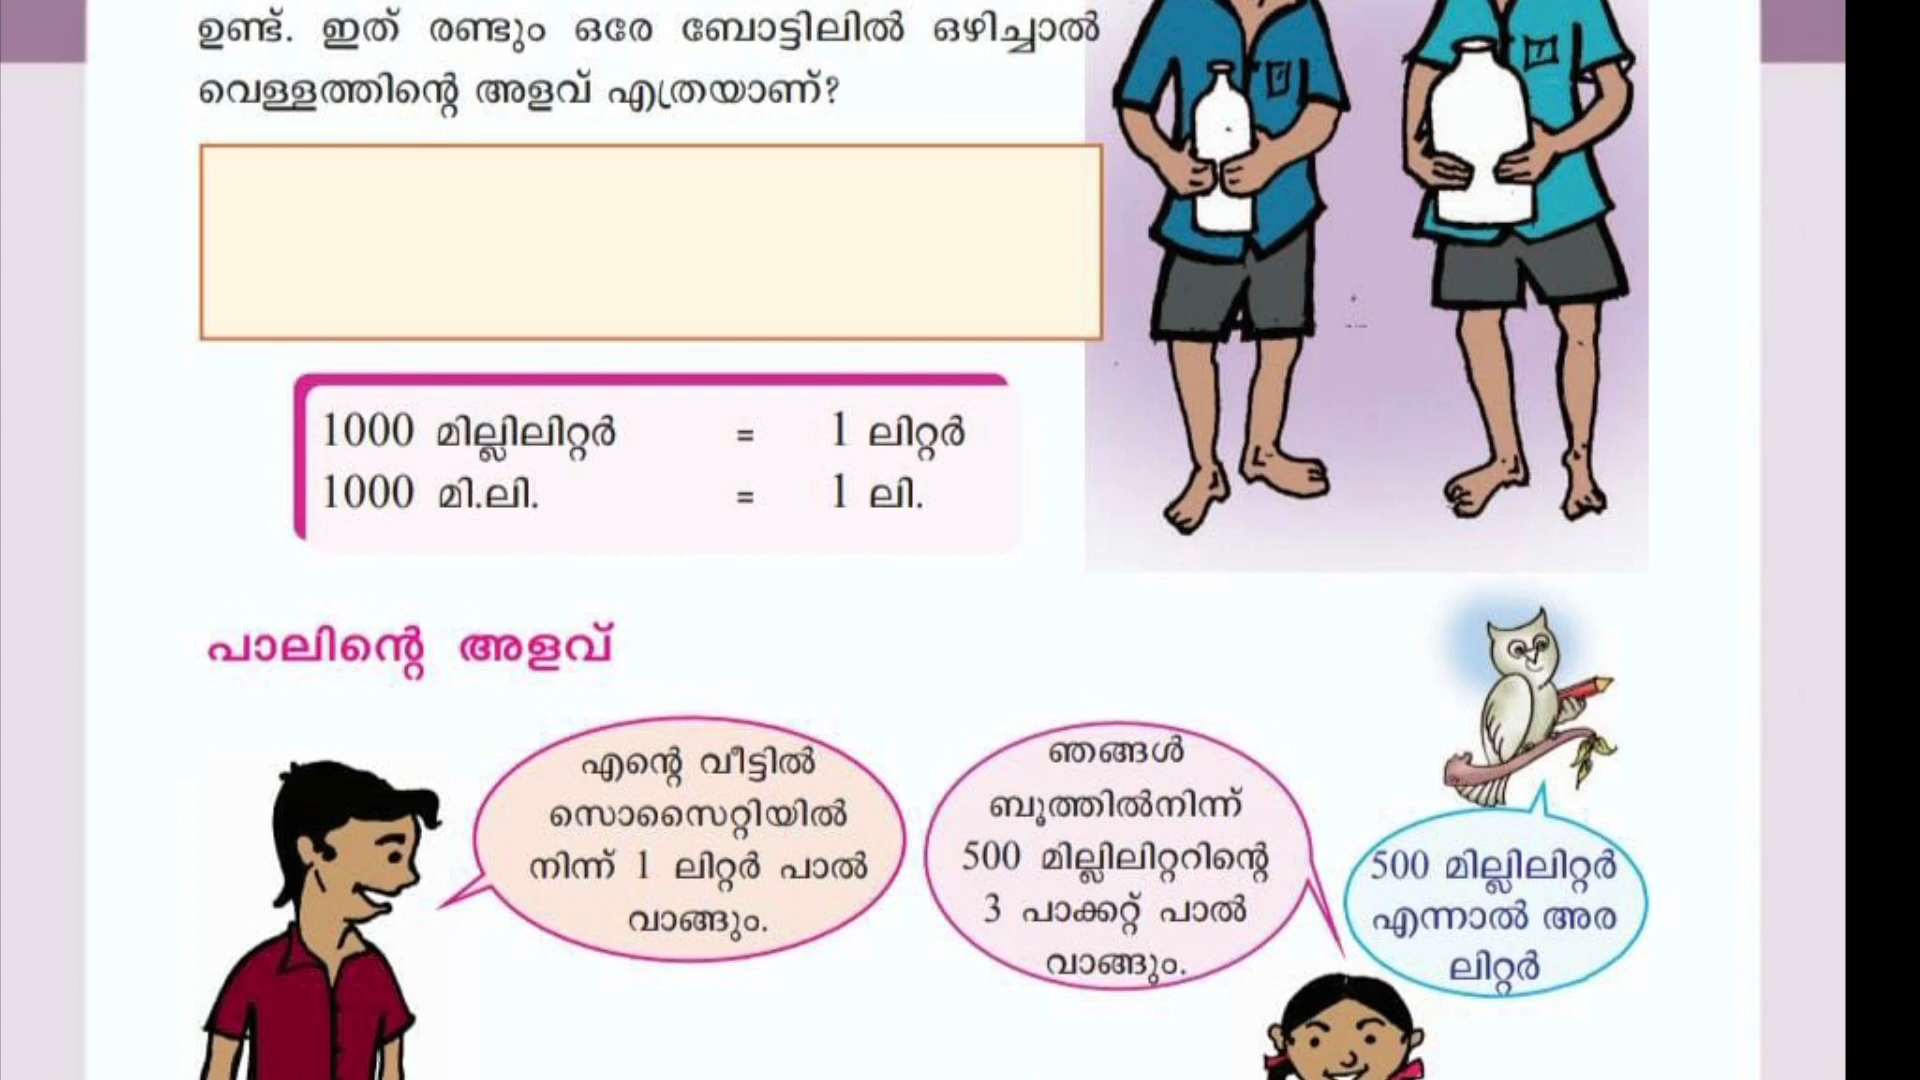 ഉണ്ട്. ഇത് രണ്ടും ഒരേ ബോട്ടിലിൽ ഒഴിച്ചാൽ
വെള്ളത്തിന്റെ അളവ് എത്രയാണ്?
1000 മില്ലിലിറ്റർ = 1 ലിറ്റർ
1000 മി.ലി. = 1 ലി.
പാലിന്റെ അളവ്
എന്റെ വീട്ടിൽ
സൊസൈറ്റിയിൽ
നിന്ന് 1 ലിറ്റർ പാൽ
വാങ്ങും.
ഞങ്ങൾ
ബൂത്തിൽനിന്ന്
500 മില്ലിലിറ്ററിന്റെ
3 പാക്കറ്റ് പാൽ
വാങ്ങും.
500 മില്ലിലിറ്റർ
എന്നാൽ അര
ലിറ്റർ